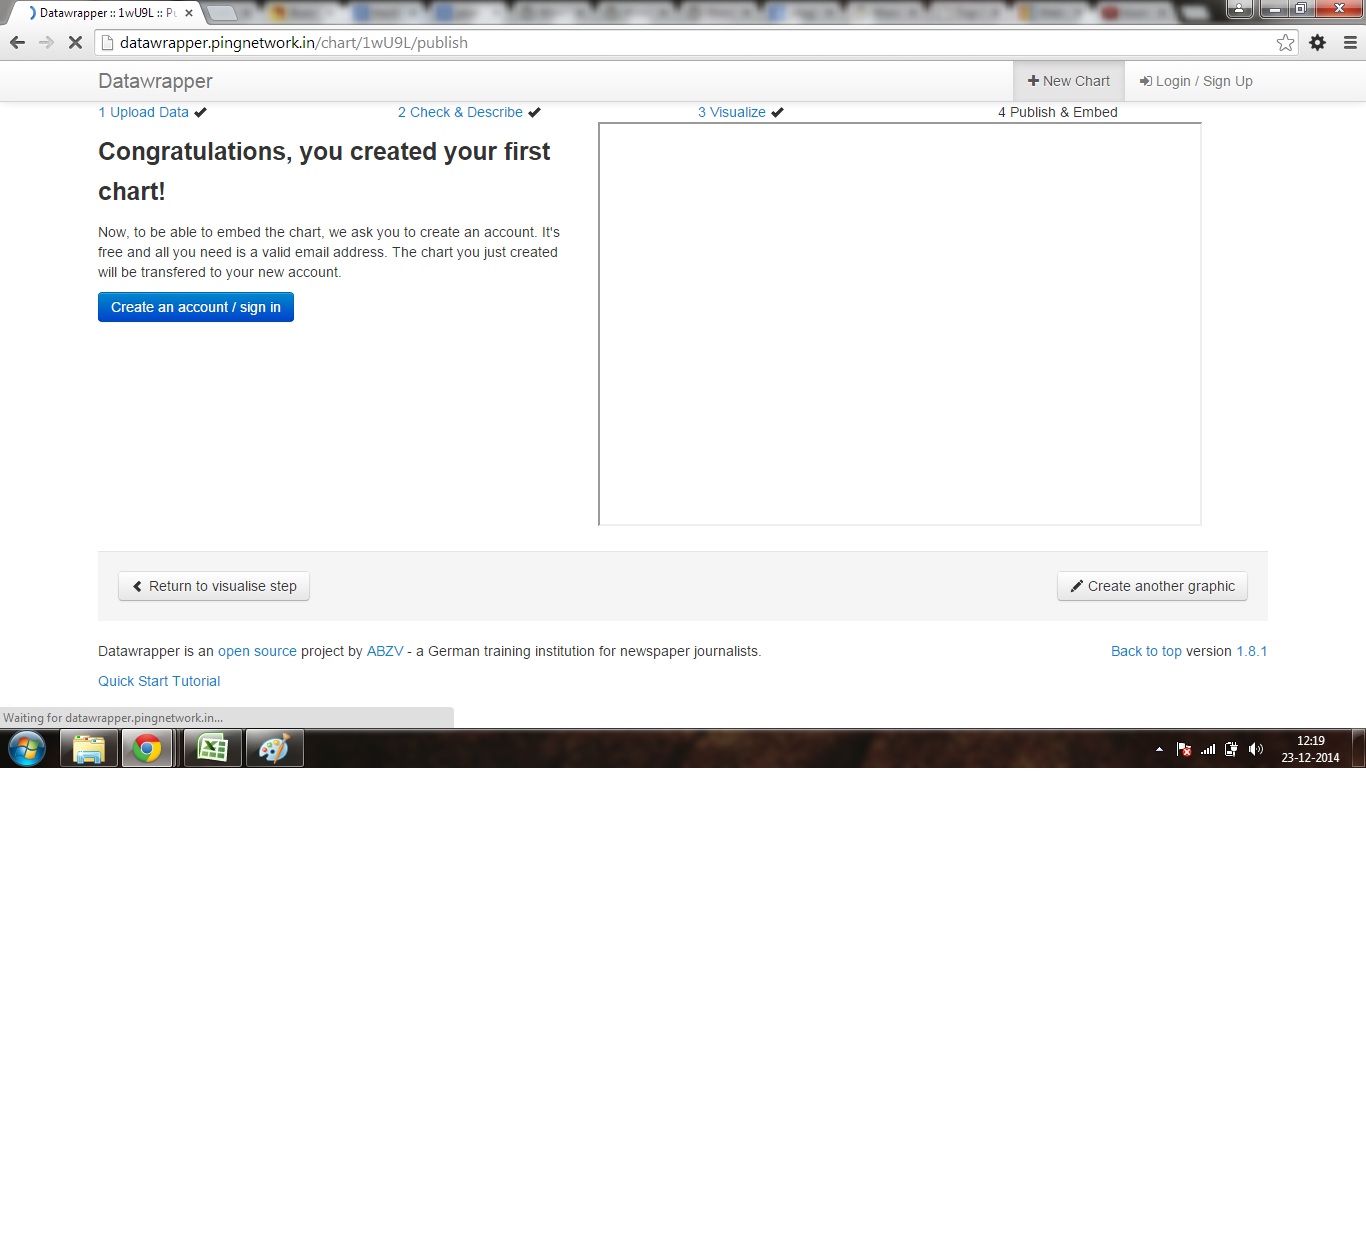 Datawrapper :: 1wU9L :: Pu
datawrapper.pingnetwork.in/chart/1wU9L/publish
Datawrapper
New Chart
Login / Sign Up
1 Upload Data
2 Check & Describe
3 Visualize
4 Publish & Embed
Congratulations, you created your first
chart!
Now, to be able to embed the chart, we ask you to create an account. It's
free and all you need is a valid email address. The chart you just created
will be transfered to your new account.
Create an account / sign in
Return to visualise step
Create another graphic
Datawrapper is an open source project by ABZV - a German training institution for newspaper journalists.
Back to top version 1.8.1
Quick Start Tutorial
Waiting for datawrapper.pingnetwork.in...
12:19
23-12-2014